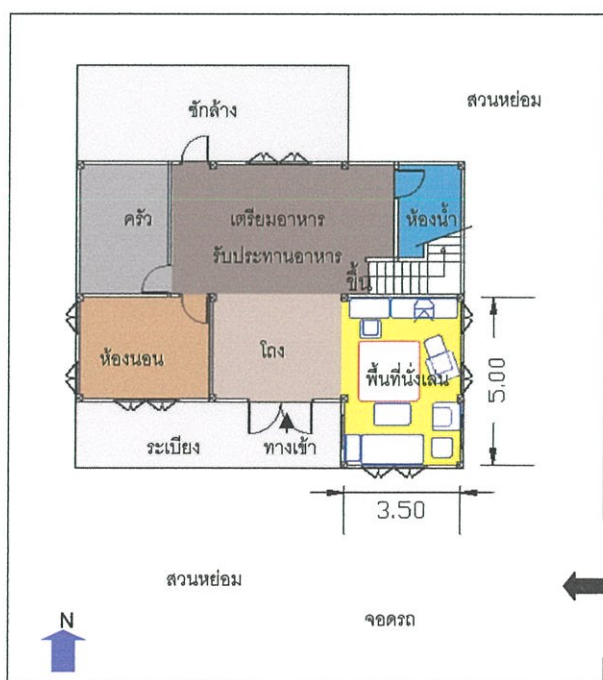 สวนหย่อม
ซักล้าง
ครัว
เตรียมอาหาร
รับประทานอาหาร
ห้องน้ำ
ขึ้น
ห้องนอน
โถง
พื้นที่นั่งเล่น
5.00
ระเบียง
ทางเข้า
3.50
สวนหย่อม
จอดรถ
N